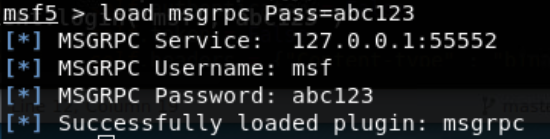 msf5 > load msgrpc Pass=abc123
[*] MSGRPC Service:  127.0.0.1:55552
[*] MSGRPC Username: msf
[*] MSGRPC Password: abc123
[*] Successfully loaded plugin: msgrpc